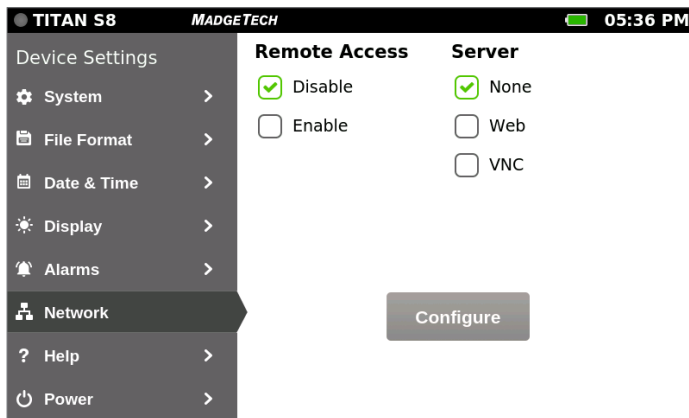 TITAN S8 MADGETECH 05:36 PM
Device Settings
System
File Format
Date & Time
Display
Alarms
Network
Help
Power
Remote Access
Disable
Enable
Server
None
Web
VNC
Configure